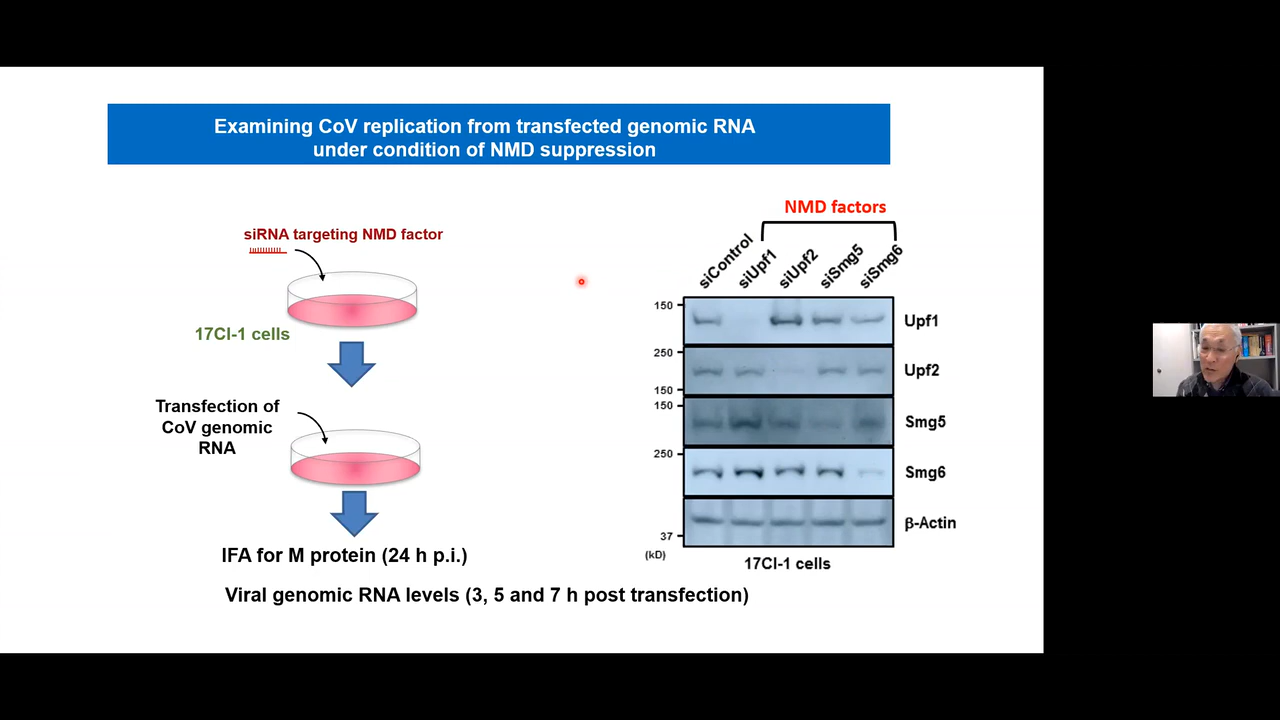 Examining CoV replication from transfected genomic RNA
under condition of NMD suppression
siRNA targeting NMD factor
17Cl-1 cells
Transfection of
CoV genomic
RNA
IFA for M protein (24 h p.i.)
Viral genomic RNA levels (3, 5 and 7 h post transfection)
NMD factors
siControl
siUpf1
siUpf2
siSmg5
siSmg6
150
Upf1
250
Upf2
150
150
Smg5
250
Smg6
β-Actin
37
(kD)
17Cl-1 cells